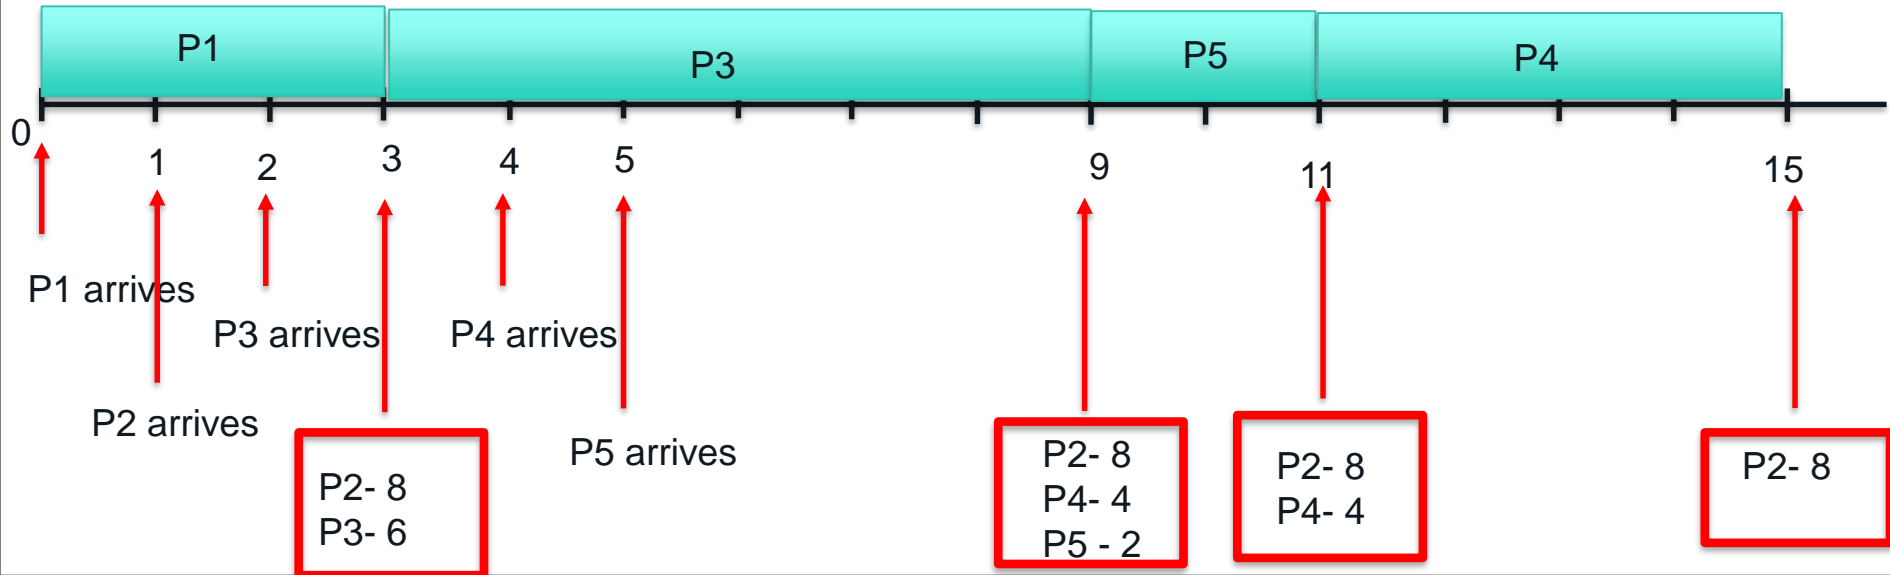 P1
P3
P5
P4
0
1
2
3
4
5
9
11
15
P1 arrives
P3 arrives
P4 arrives
P2 arrives
P5 arrives
P2- 8
P3- 6
P2- 8
P4- 4
P5 - 2
P2- 8
P4- 4
P2- 8